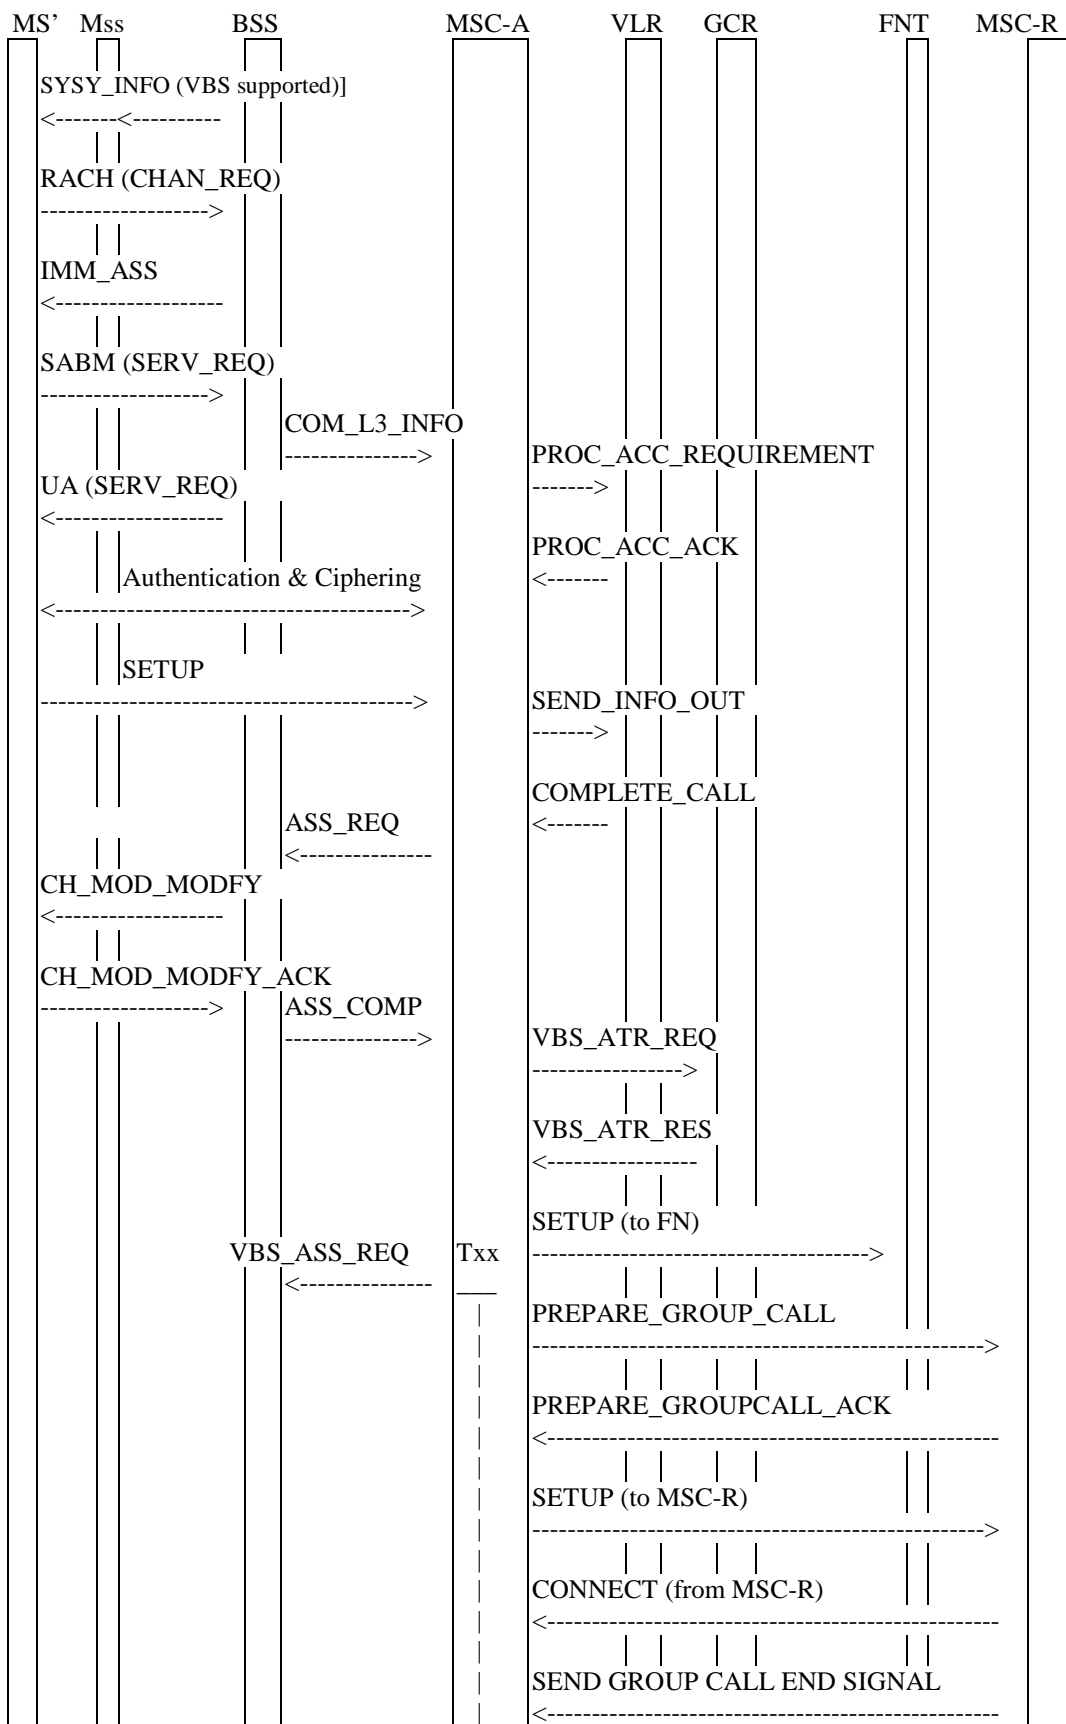 MS’ Mss BSS MSC-A VLR GCR FNT MSC-R
SYSY_INFO (VBS supported)]
<-------<----------
RACH (CHAN_REQ)
------------------->
IMM_ASS
<-------------------
SABM (SERV_REQ)
------------------->
COM_L3_INFO
---------------> PROC_ACC_REQUIREMENT
UA (SERV_REQ) ------->
<-------------------
PROC_ACC_ACK
Authentication & Ciphering <-------
<---------------------------------------->
SETUP
------------------------------------------> SEND_INFO_OUT
------->
COMPLETE_CALL
ASS_REQ <-------
<---------------
CH_MOD_MODFY
<-------------------
CH_MOD_MODFY_ACK
-------------------> ASS_COMP
---------------> VBS_ATR_REQ
----------------->
VBS_ATR_RES
<-----------------
SETUP (to FN)
VBS_ASS_REQ Txx -------------------------------------->
<--------------- ___
PREPARE_GROUP_CALL
--------------------------------------------------->
PREPARE_GROUPCALL_ACK
<---------------------------------------------------
SETUP (to MSC-R)
--------------------------------------------------->
CONNECT (from MSC-R)
<---------------------------------------------------
SEND GROUP CALL END SIGNAL
<---------------------------------------------------